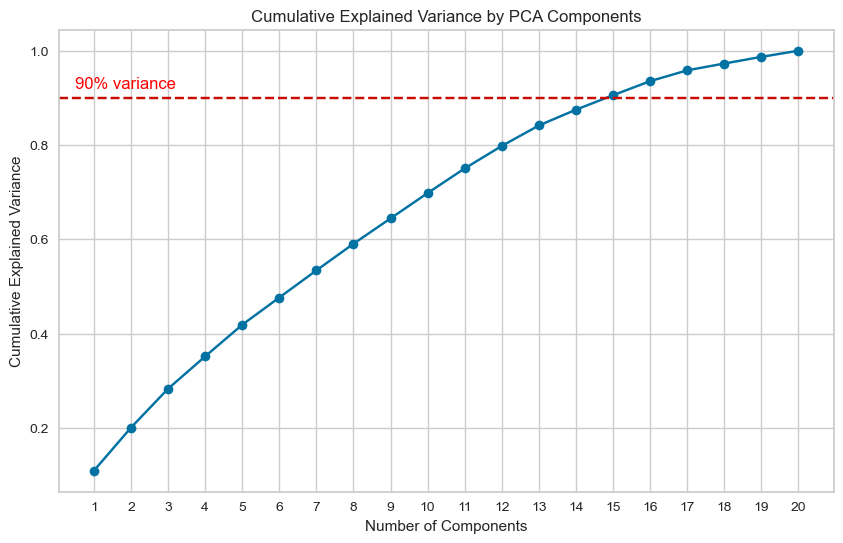 Cumulative Explained Variance by PCA Components
1.0
90% variance
0.8
0.6
0.4
0.2
Cumulative Explained Variance
1 2 3 4 5 6 7 8 9 10 11 12 13 14 15 16 17 18 19 20
Number of Components